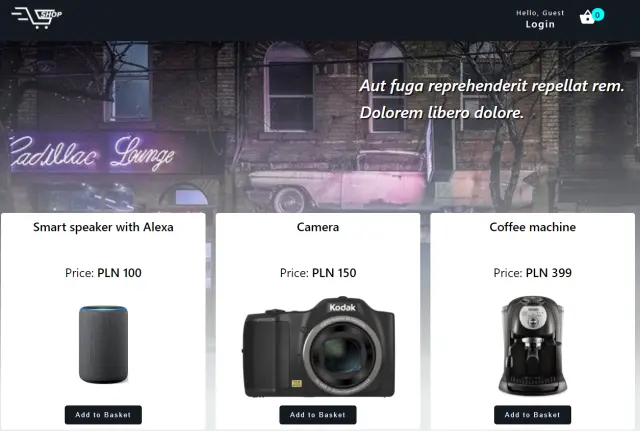 SHOP
Hello, Guest
Login
0
Aut fuga reprehenderit repellat rem.
Dolorem libero dolore.
Cadillac Lounge
Smart speaker with Alexa
Camera
Coffee machine
Price: PLN 100
Price: PLN 150
Price: PLN 399
Kodak
Add to Basket
Add to Basket
Add to Basket